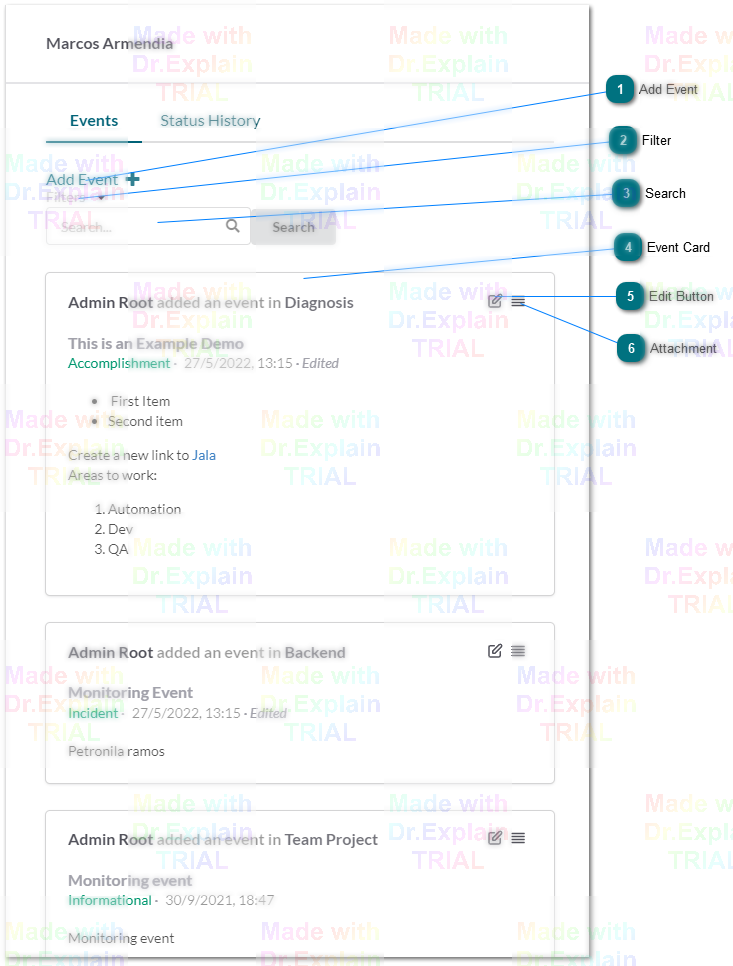 Marcos Armendia
Events Status History
Add Event
Filters
Search... Search
1 Add Event
2 Filter
3 Search
4 Event Card
5 Edit Button
6 Attachment
Admin Root added an event in Diagnosis
This is an Example Demo
Accomplishment · 27/5/2022, 13:15 · Edited
• First Item
• Second item
Create a new link to Jala
Areas to work:
1. Automation
2. Dev
3. QA
Admin Root added an event in Backend
Monitoring Event
Incident · 27/5/2022, 13:15 · Edited
Petronila ramos
Admin Root added an event in Team Project
Monitoring event
Informational · 30/9/2021, 18:47
Monitoring event
Made with
Dr.Explain
TRIAL